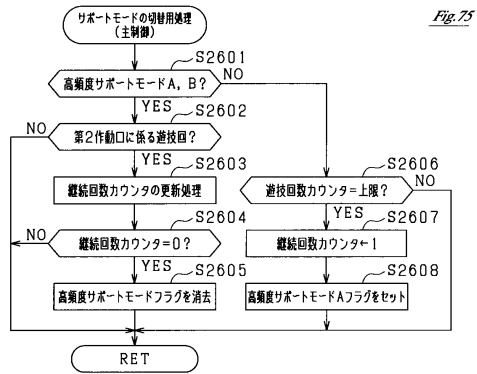 Fig.75
サポートモードの切替用処理
(主制御)
S2601
高頻度サポートモードA, B?
NO
YES
S2602
NO
第2作動口に係る遊技回?
YES
S2603
継続回数カウンタの更新処理
S2604
NO
継続回数カウンタ=0?
YES
S2605
高頻度サポートモードフラグを消去
S2606
遊技回数カウンタ=上限?
NO
YES
S2607
継続回数カウンタ←1
S2608
高頻度サポートモードAフラグをセット
RET